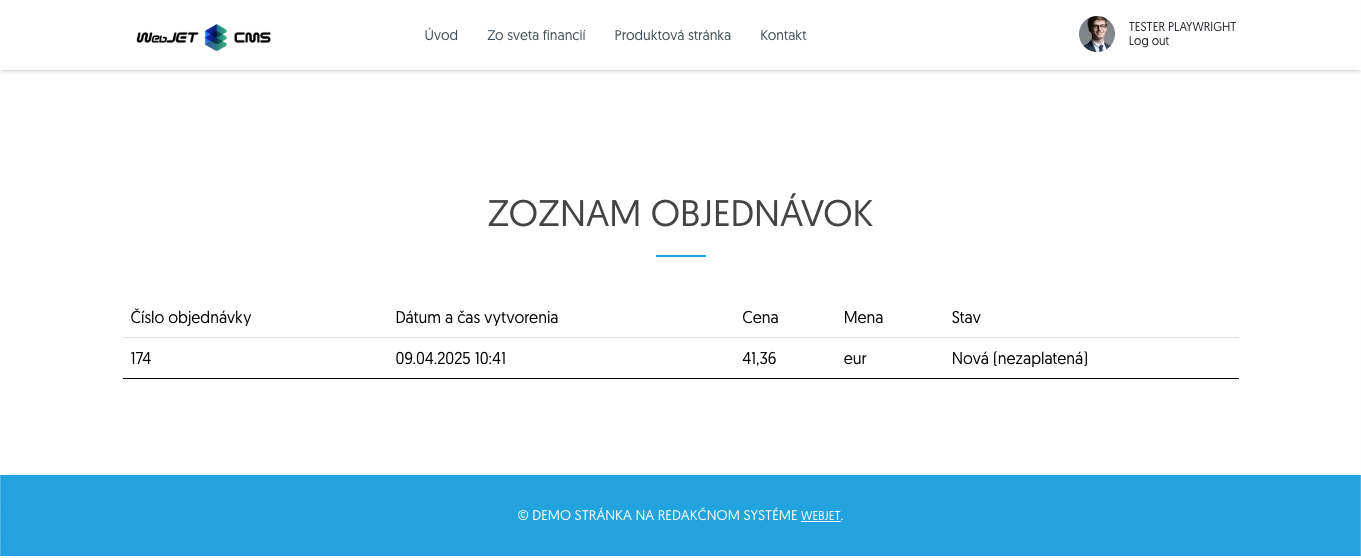 WebJET CMS
Úvod Zo sveta financií Produktová stránka Kontakt
TESTER PLAYWRIGHT
Log out
ZOZNAM OBJEDNÁVOK
Číslo objednávky Dátum a čas vytvorenia Cena Mena Stav
174 09.04.2025 10:41 41,36 eur Nová (nezaplatená)
© DEMO STRÁNKA NA REDAKČNOM SYSTÉME WEBJET.